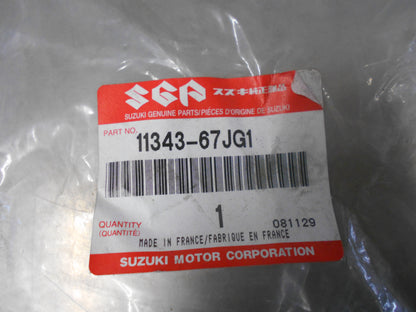 SGP スズキ純正部品
SUZUKI GENUINE PARTS/PIÈCES D'ORIGINE DE SUZUKI
PART NO. 11343-67JG1
QUANTITY 1 081129
(QUANTITÉ)
MADE IN FRANCE/FABRIQUE EN FRANCE
SUZUKI MOTOR CORPORATION